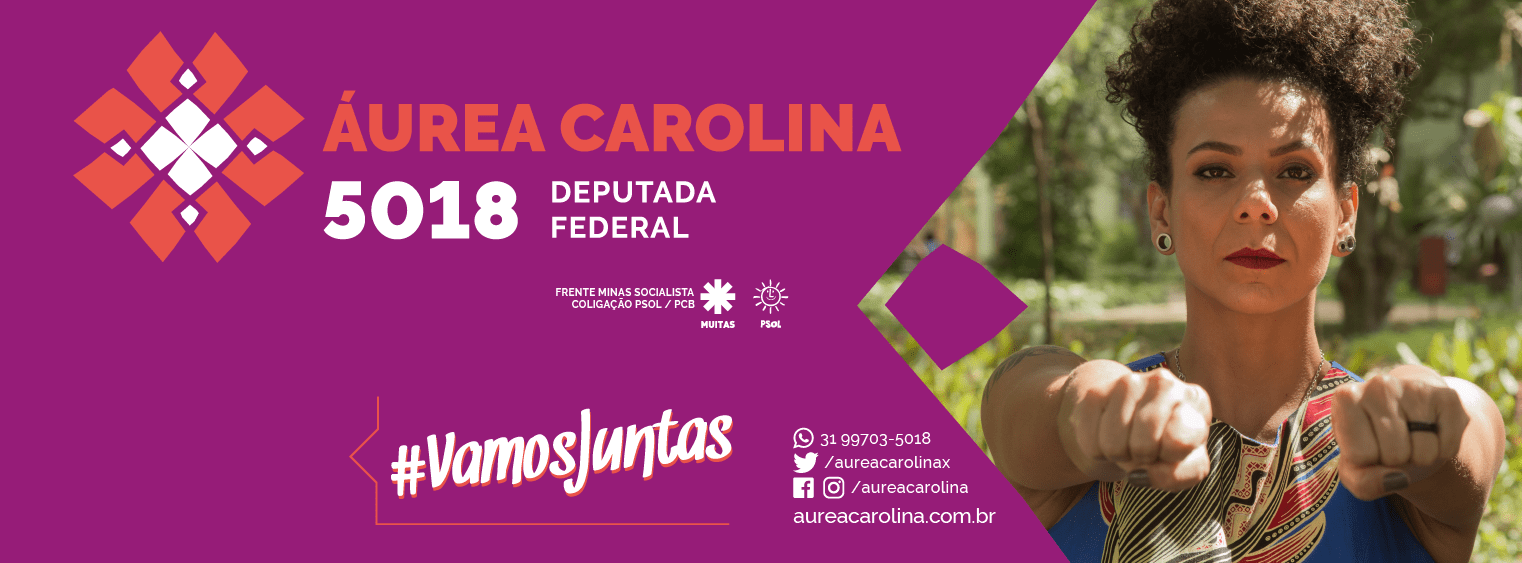 ÁUREA CAROLINA
5018
DEPUTADA
FEDERAL
FRENTE MINAS SOCIALISTA
COLIGAÇÃO PSOL / PCB
MUITAS
PSOL
#VamosJuntas
31 99703-5018
/aureacarolinax
/aureacarolina
aureacarolina.com.br